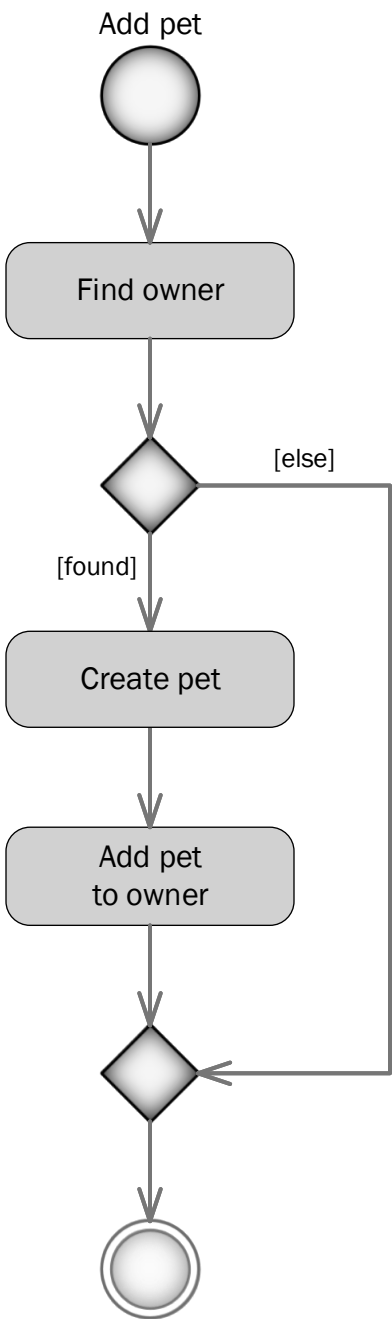 Add pet
Find owner
[else]
[found]
Create pet
Add pet
to owner